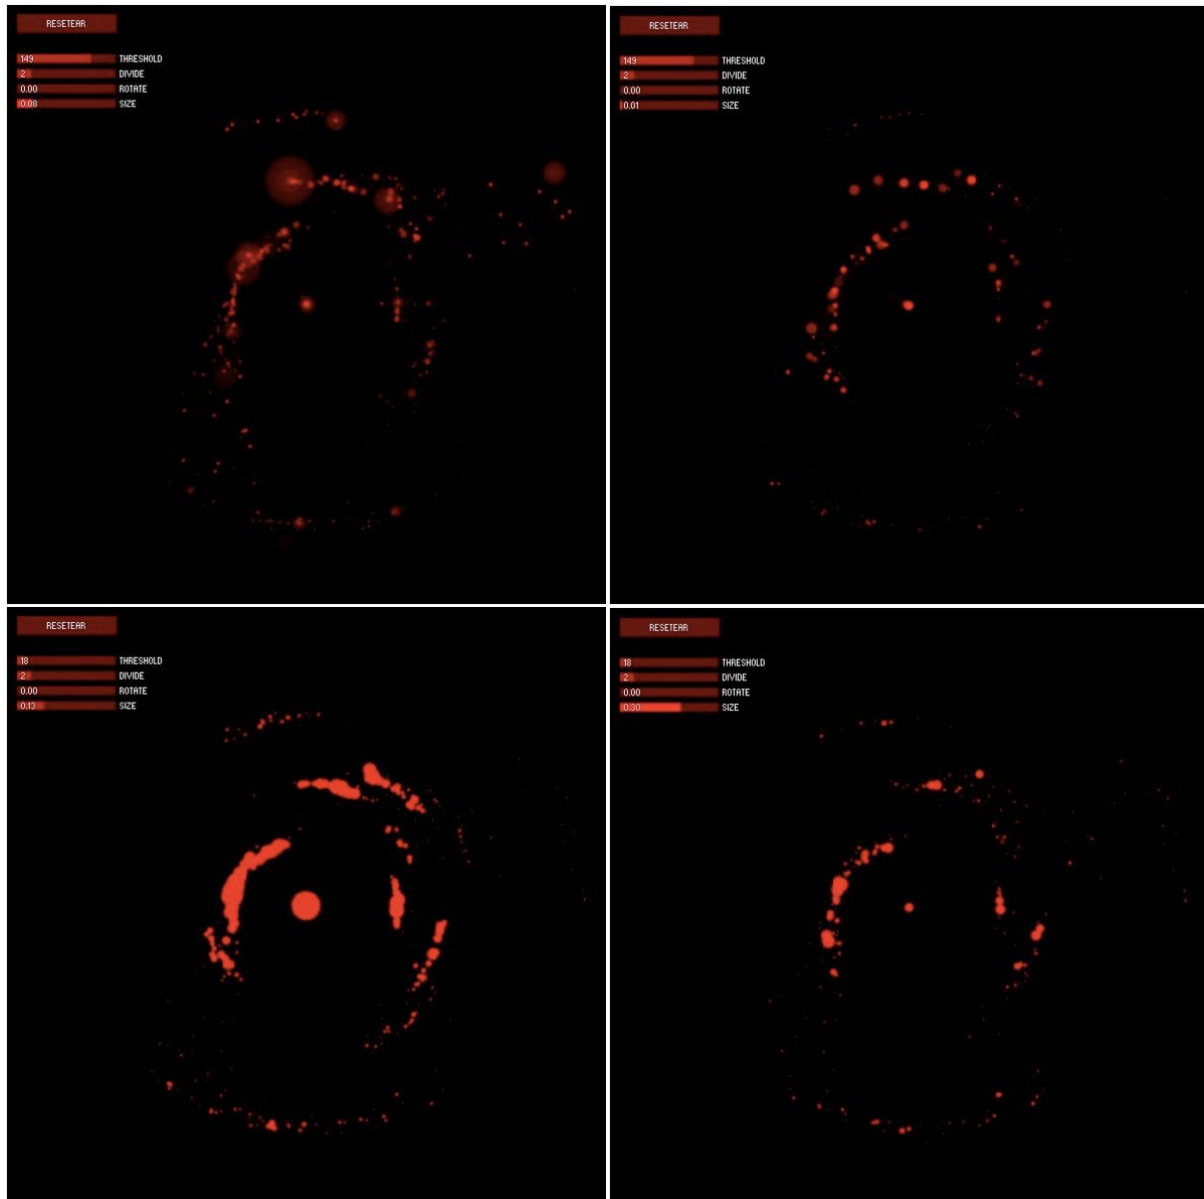 RESETEAR
149 THRESHOLD
2 DIVIDE
0.00 ROTATE
0.08 SIZE
RESETEAR
149 THRESHOLD
2 DIVIDE
0.00 ROTATE
0.01 SIZE
RESETEAR
18 THRESHOLD
2 DIVIDE
0.00 ROTATE
0.13 SIZE
RESETEAR
18 THRESHOLD
2 DIVIDE
0.00 ROTATE
0.30 SIZE